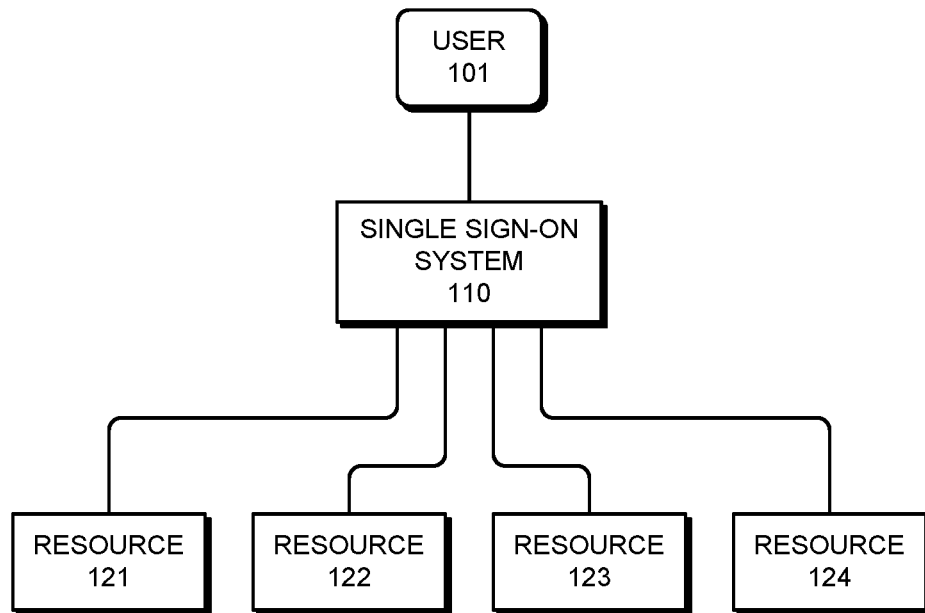 USER
101
SINGLE SIGN-ON
SYSTEM
110
RESOURCE
121
RESOURCE
122
RESOURCE
123
RESOURCE
124